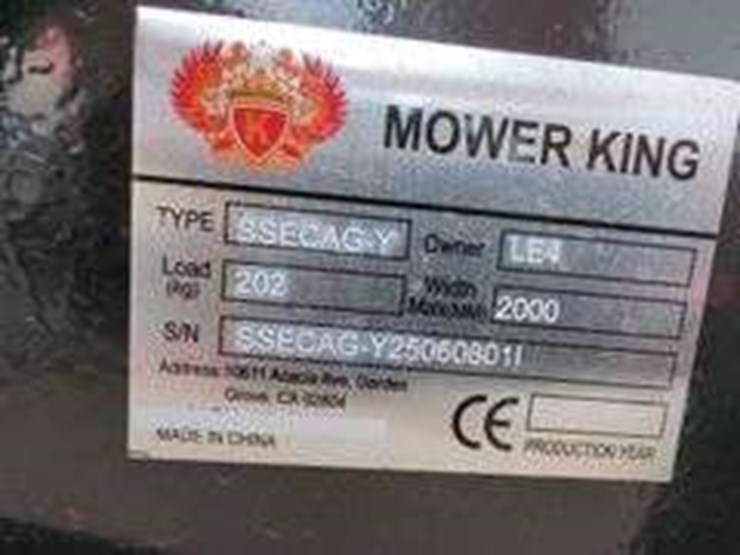 K
MOWER KING
TYPE SSECAG-Y Owner LE4
Load (kg) 202 Width 2000
S/N SSECAG-Y250608011
Address: 10611 Acacia Ave, Garden
Grove, CA
MADE IN CHINA
CE
PRODUCTION YEAR